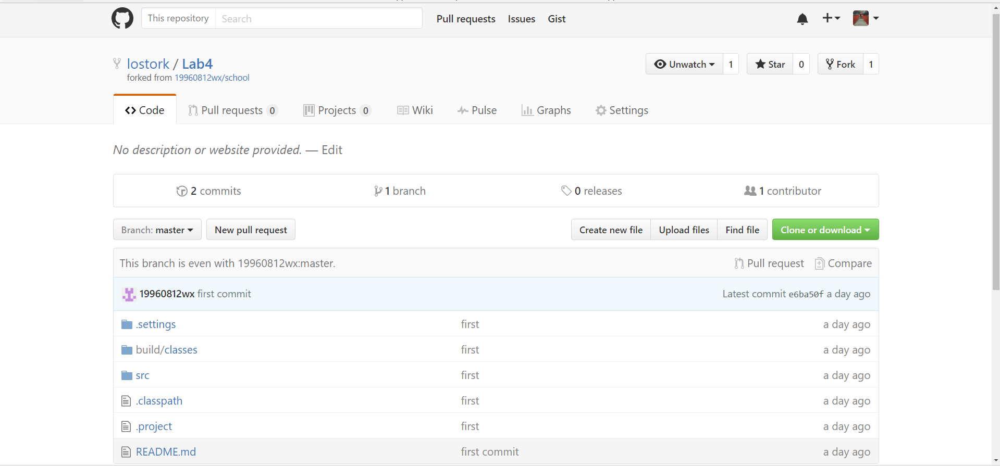 This repository Search Pull requests Issues Gist
lostork / Lab4 Unwatch 1 Star 0 Fork 1
forked from 19960812wx/school
Code Pull requests 0 Projects 0 Wiki Pulse Graphs Settings
No description or website provided. — Edit
2 commits 1 branch 0 releases 1 contributor
Branch: master New pull request Create new file Upload files Find file Clone or download
This branch is even with 19960812wx:master. Pull request Compare
19960812wx first commit Latest commit e6ba50f a day ago
.settings first a day ago
build/classes first a day ago
src first a day ago
.classpath first a day ago
.project first a day ago
README.md first commit a day ago